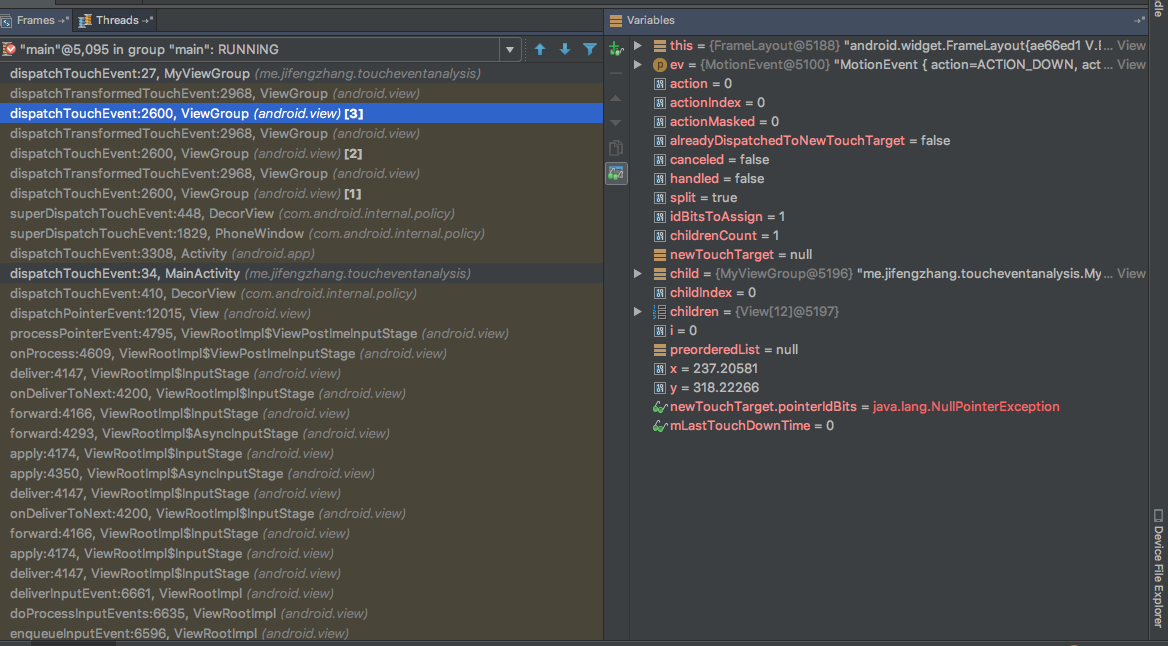 Frames
Threads
Variables
"main"@5,095 in group "main": RUNNING
dispatchTouchEvent:27, MyViewGroup (me.jifengzhang.toucheventanalysis)
dispatchTransformedTouchEvent:2968, ViewGroup (android.view)
dispatchTouchEvent:2600, ViewGroup (android.view) [3]
dispatchTransformedTouchEvent:2968, ViewGroup (android.view)
dispatchTouchEvent:2600, ViewGroup (android.view) [2]
dispatchTransformedTouchEvent:2968, ViewGroup (android.view)
dispatchTouchEvent:2600, ViewGroup (android.view) [1]
superDispatchTouchEvent:448, DecorView (com.android.internal.policy)
superDispatchTouchEvent:1829, PhoneWindow (com.android.internal.policy)
dispatchTouchEvent:3308, Activity (android.app)
dispatchTouchEvent:34, MainActivity (me.jifengzhang.toucheventanalysis)
dispatchTouchEvent:410, DecorView (com.android.internal.policy)
dispatchPointerEvent:12015, View (android.view)
processPointerEvent:4795, ViewRootImpl$ViewPostImeInputStage (android.view)
onProcess:4609, ViewRootImpl$ViewPostImeInputStage (android.view)
deliver:4147, ViewRootImpl$InputStage (android.view)
onDeliverToNext:4200, ViewRootImpl$InputStage (android.view)
forward:4166, ViewRootImpl$InputStage (android.view)
forward:4293, ViewRootImpl$AsyncInputStage (android.view)
apply:4174, ViewRootImpl$InputStage (android.view)
apply:4350, ViewRootImpl$AsyncInputStage (android.view)
deliver:4147, ViewRootImpl$InputStage (android.view)
onDeliverToNext:4200, ViewRootImpl$InputStage (android.view)
forward:4166, ViewRootImpl$InputStage (android.view)
apply:4174, ViewRootImpl$InputStage (android.view)
deliver:4147, ViewRootImpl$InputStage (android.view)
deliverInputEvent:6661, ViewRootImpl (android.view)
doProcessInputEvents:6635, ViewRootImpl (android.view)
enqueueInputEvent:6596, ViewRootImpl (android.view)
this = {FrameLayout@5188} "android.widget.FrameLayout{ae66ed1 V.E... View
ev = {MotionEvent@5100} "MotionEvent { action=ACTION_DOWN, act... View
action = 0
actionIndex = 0
actionMasked = 0
alreadyDispatchedToNewTouchTarget = false
canceled = false
handled = false
split = true
idBitsToAssign = 1
childrenCount = 1
newTouchTarget = null
child = {MyViewGroup@5196} "me.jifengzhang.toucheventanalysis.My... View
childIndex = 0
children = {View[12]@5197}
i = 0
preorderedList = null
x = 237.20581
y = 318.22266
newTouchTarget.pointerIdBits = java.lang.NullPointerException
mLastTouchDownTime = 0
Device File Explorer